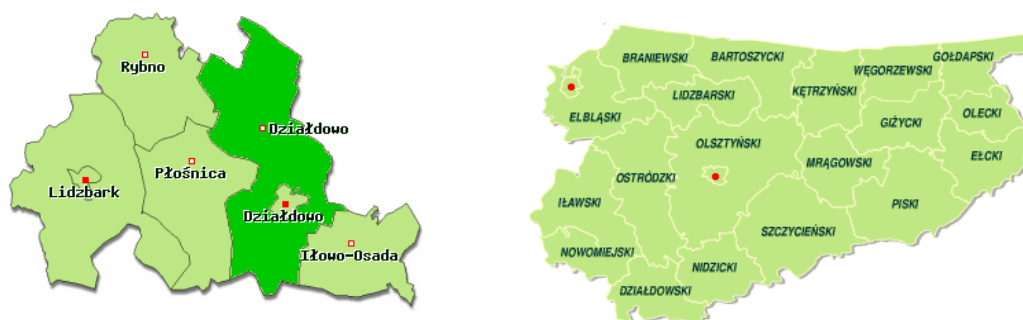 Rybno
Działdowo
Płośnica
Lidzbark
Działdowo
Iłowo-Osada
BRANIEWSKI
BARTOSZYCKI
GOŁDAPSKI
WĘGORZEWSKI
LIDZBARSKI
KĘTRZYŃSKI
ELBLĄSKI
GIŻYCKI
OLECKI
OLSZTYŃSKI
EŁCKI
MRĄGOWSKI
OSTRÓDZKI
IŁAWSKI
PISKI
SZCZYCIEŃSKI
NOWOMIEJSKI
NIDZICKI
DZIAŁDOWSKI